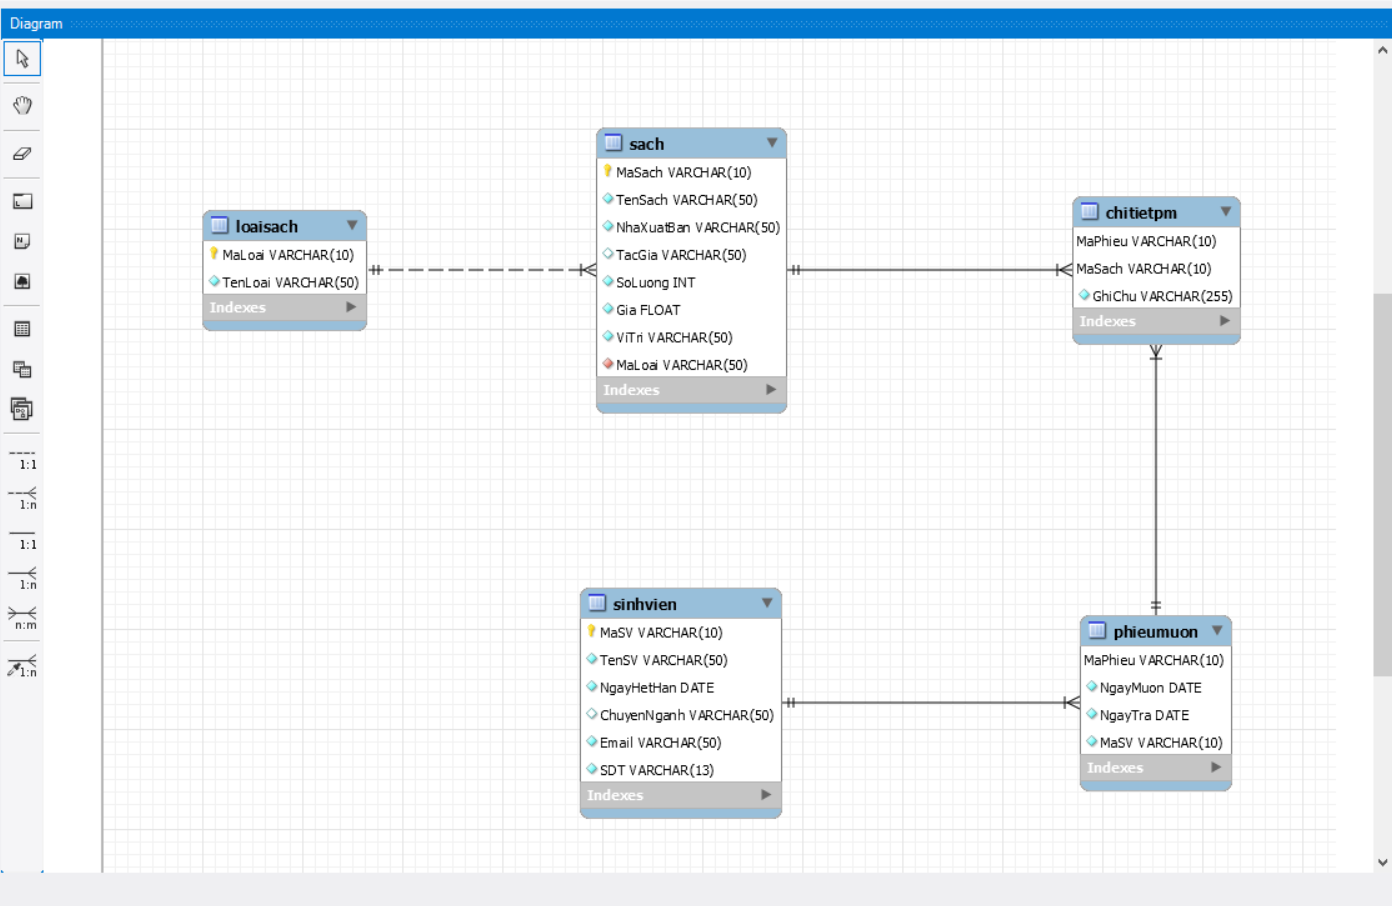 Diagram
1:1
1:n
1:1
1:n
n:m
1:n
loaisach
MaLoai VARCHAR(10)
TenLoai VARCHAR(50)
Indexes
sach
MaSach VARCHAR(10)
TenSach VARCHAR(50)
NhaXuatBan VARCHAR(50)
TacGia VARCHAR(50)
SoLuong INT
Gia FLOAT
ViTri VARCHAR(50)
MaLoai VARCHAR(50)
Indexes
chitietpm
MaPhieu VARCHAR(10)
MaSach VARCHAR(10)
GhiChu VARCHAR(255)
Indexes
sinhvien
MaSV VARCHAR(10)
TenSV VARCHAR(50)
NgayHetHan DATE
ChuyenNganh VARCHAR(50)
Email VARCHAR(50)
SDT VARCHAR(13)
Indexes
phieumuon
MaPhieu VARCHAR(10)
NgayMuon DATE
NgayTra DATE
MaSV VARCHAR(10)
Indexes